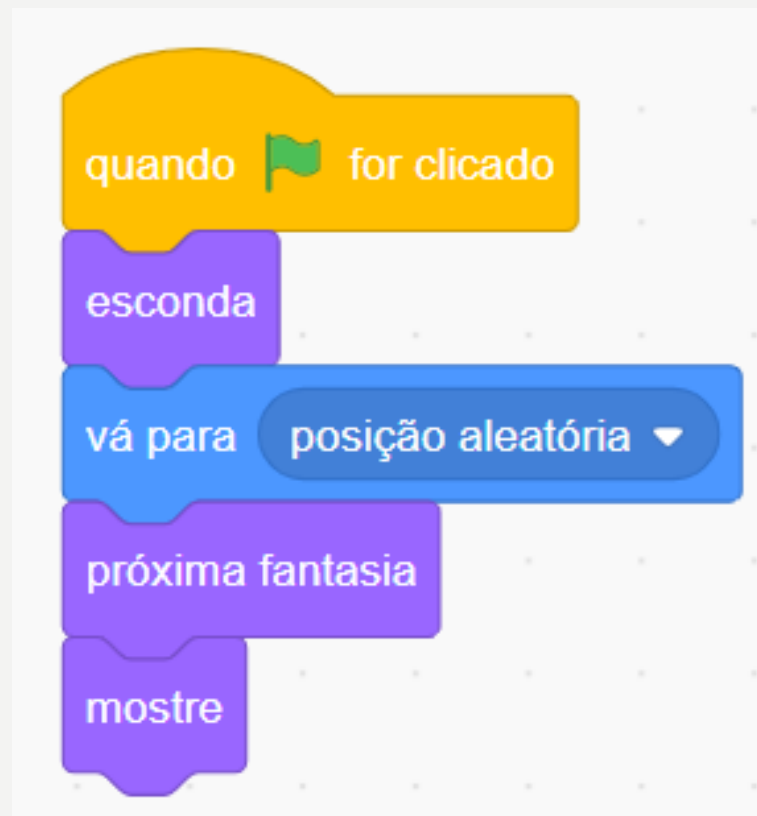 quando for clicado
esconda
vá para posição aleatória
próxima fantasia
mostre